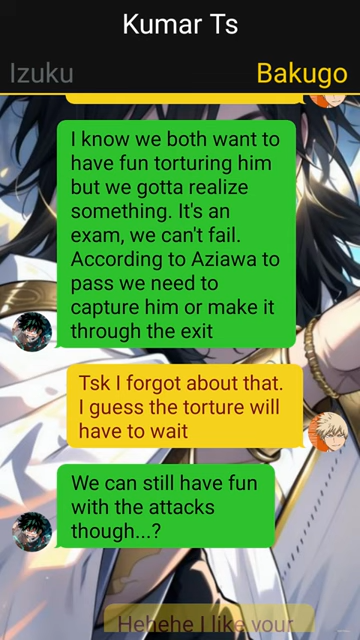 Kumar Ts
Izuku
Bakugo
I know we both want to
have fun torturing him
but we gotta realize
something. It's an
exam, we can't fail.
According to Aziawa to
pass we need to
capture him or make it
through the exit
Tsk I forgot about that.
I guess the torture will
have to wait
We can still have fun
with the attacks
though...?
Hehehe I like your